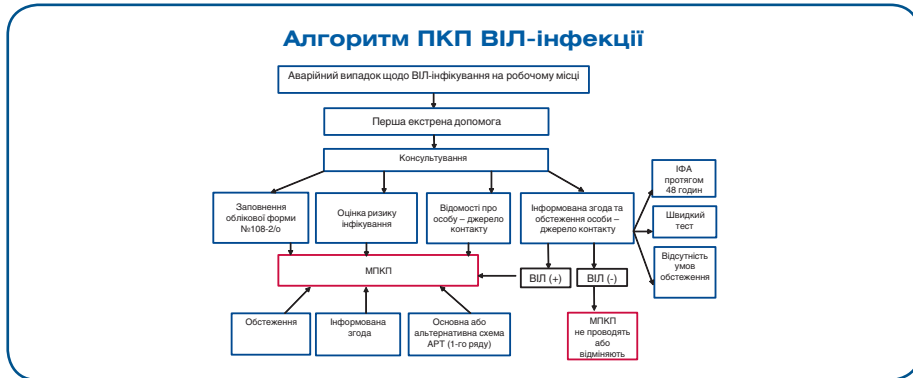 Алгоритм ПКП ВІЛ-інфекції
Аварійний випадок щодо ВІЛ-інфікування на робочому місці
Перша екстрена допомога
Консультування
Заповнення
облікової форми
№108-2/о
Оцінка ризику
інфікування
Відомості про
особу – джерело
контакту
Інформована згода та
обстеження особи –
джерело контакту
ІФА
протягом
48 годин
Швидкий
тест
Відсутність
умов
обстеження
МПКП
ВІЛ (+)
ВІЛ (-)
Обстеження
Інформована
згода
Основна або
альтернативна схема
АРТ (1-го ряду)
МПКП
не проводять
або
відміняють